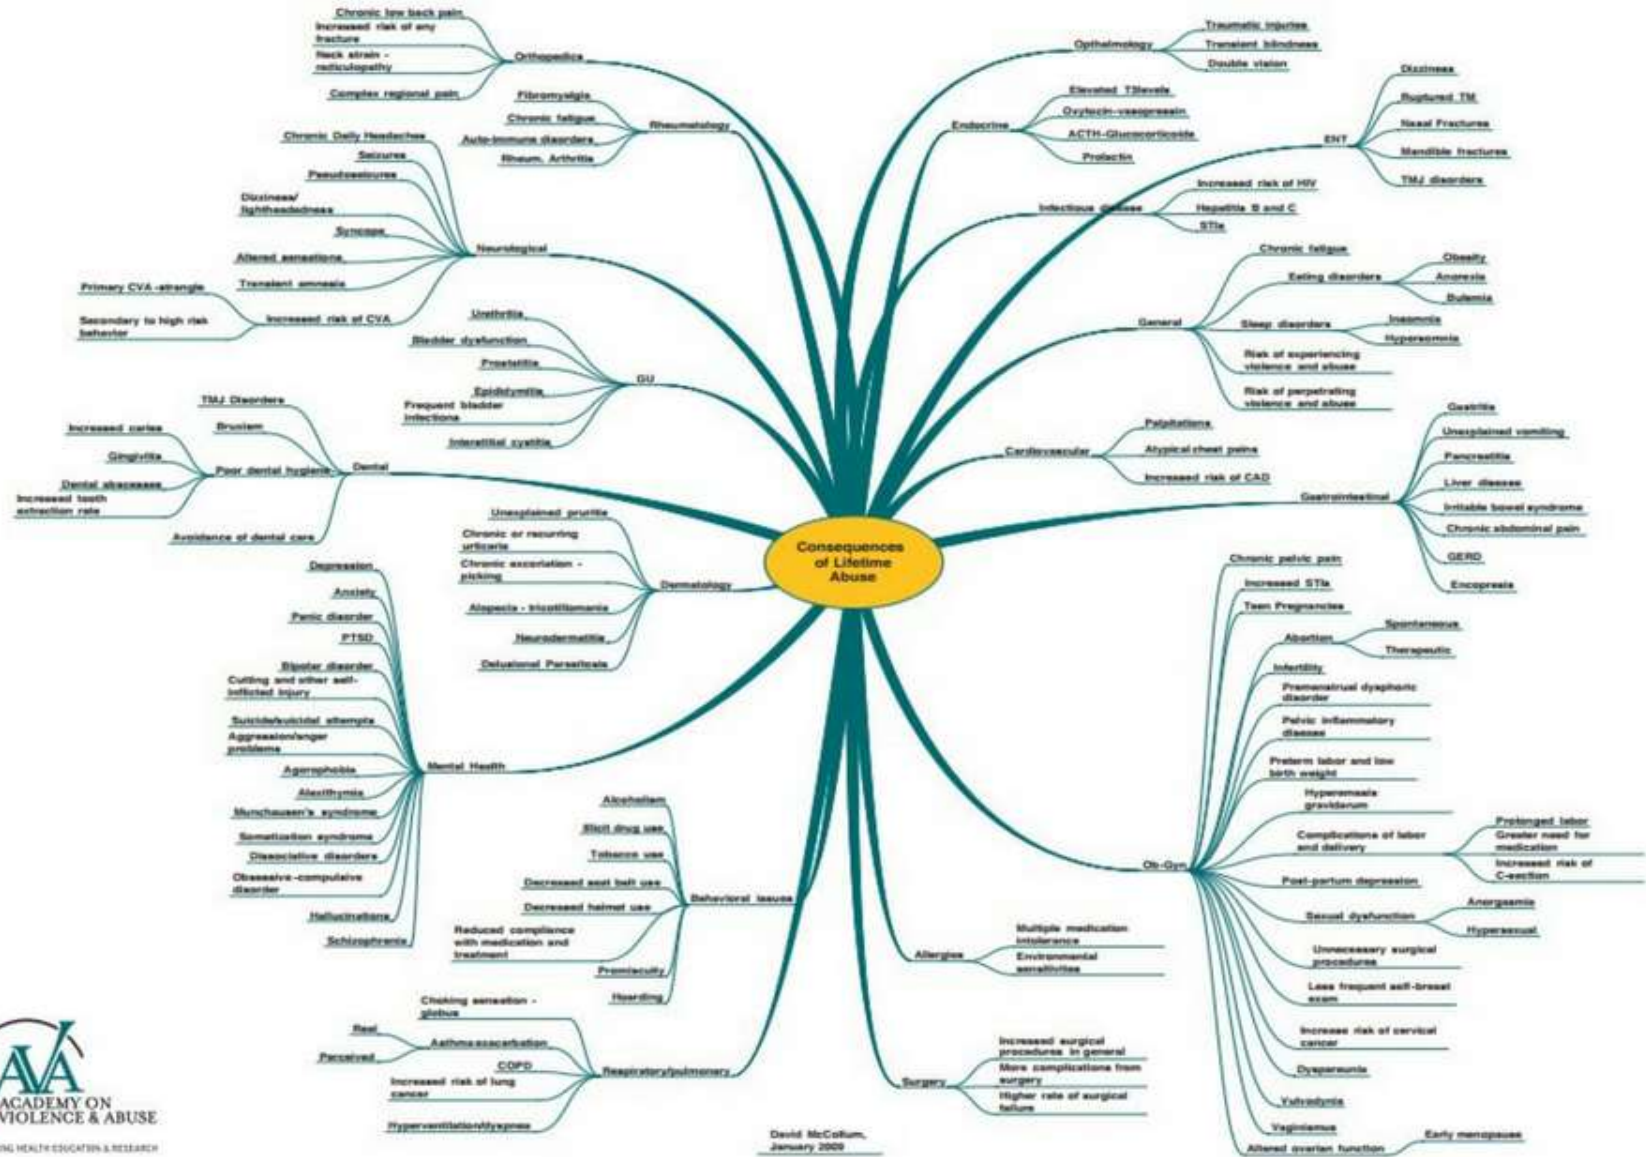 Chronic low back pain
Increased risk of any
fracture
Neck strain -
radiculopathy
Complex regional pain
Orthopedics
Fibromyalgia
Chronic fatigue
Auto-immune disorders
Rheum. Arthritis
Rheumatology
Chronic Daily Headaches
Seizures
Pseudoseizures
Dizziness/
lightheadedness
Syncope
Altered sensations
Transient amnesia
Increased risk of CVA
Primary CVA -strangle
Secondary to high risk
behavior
Neurological
Urethritis
Bladder dysfunction
Prostatitis
Epididymitis
Frequent bladder
infections
Interstitial cystitis
GU
TMJ Disorders
Bruxism
Poor dental hygiene
Increased caries
Gingivitis
Dental abscesses
Increased tooth
extraction rate
Avoidance of dental care
Dental
Unexplained pruritis
Chronic or recurring
urticaria
Chronic excoriation -
picking
Alopecia - tricotillomania
Neurodermatitis
Delusional Parasitosis
Dermatology
Depression
Anxiety
Panic disorder
PTSD
Bipolar disorder
Cutting and other self-
inflicted injury
Suicide/suicidal attempts
Aggression/anger
problems
Agoraphobia
Alexithymia
Munchausen's syndrome
Somatization syndrome
Dissociative disorders
Obsessive -compulsive
disorder
Hallucinations
Schizophrenia
Mental Health
Alcoholism
Illicit drug use
Tobacco use
Decreased seat belt use
Decreased helmet use
Reduced compliance
with medication and
treatment
Promiscuity
Hoarding
Behavioral issues
Choking sensation -
globus
Asthma exacerbation
Real
Perceived
COPD
Increased risk of lung
cancer
Hyperventilation/dyspnea
Respiratory/pulmonary
Consequences
of Lifetime
Abuse
Opthalmology
Traumatic injuries
Transient blindness
Double vision
Endocrine
Elevated T3levels
Oxytocin-vasopressin
ACTH-Glucocorticoids
Prolactin
ENT
Dizziness
Ruptured TM
Nasal Fractures
Mandible fractures
TMJ disorders
Infectious disease
Increased risk of HIV
Hepatitis B and C
STIs
General
Chronic fatigue
Eating disorders
Obesity
Anorexia
Bulemia
Sleep disorders
Insomnia
Hypersomnia
Risk of experiencing
violence and abuse
Risk of perpetrating
violence and abuse
Cardiovascular
Palpitations
Atypical chest pains
Increased risk of CAD
Gastrointestinal
Gastritis
Unexplained vomiting
Pancreatitis
Liver disease
Irritable bowel syndrome
Chronic abdominal pain
GERD
Encopresis
Ob-Gyn
Chronic pelvic pain
Increased STIs
Teen Pregnancies
Abortion
Spontaneous
Therapeutic
Infertility
Premenstrual dysphoric
disorder
Pelvic inflammatory
disease
Preterm labor and low
birth weight
Hyperemesis
gravidarum
Complications of labor
and delivery
Prolonged labor
Greater need for
medication
Increased risk of
C-section
Post-partum depression
Sexual dysfunction
Anorgasmia
Hypersexual
Unnecessary surgical
procedures
Less frequent self-breast
exam
Increase risk of cervical
cancer
Dyspareunia
Vulvodynia
Vaginismus
Altered ovarian function
Early menopause
Allergies
Multiple medication
intolerance
Environmental
sensitivites
Surgery
Increased surgical
procedures in general
More complications from
surgery
Higher rate of surgical
failure
David McCollum,
January 2009
AVA
ACADEMY ON
VIOLENCE & ABUSE
NG HEALTH EDUCATION & RESEARCH